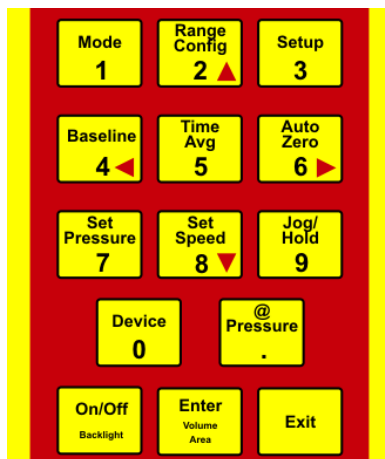 Mode
1
Range
Config
2
Setup
3
Baseline
4
Time
Avg
5
Auto
Zero
6
Set
Pressure
7
Set
Speed
8
Jog/
Hold
9
Device
0
@
Pressure
.
On/Off
Backlight
Enter
Volume
Area
Exit